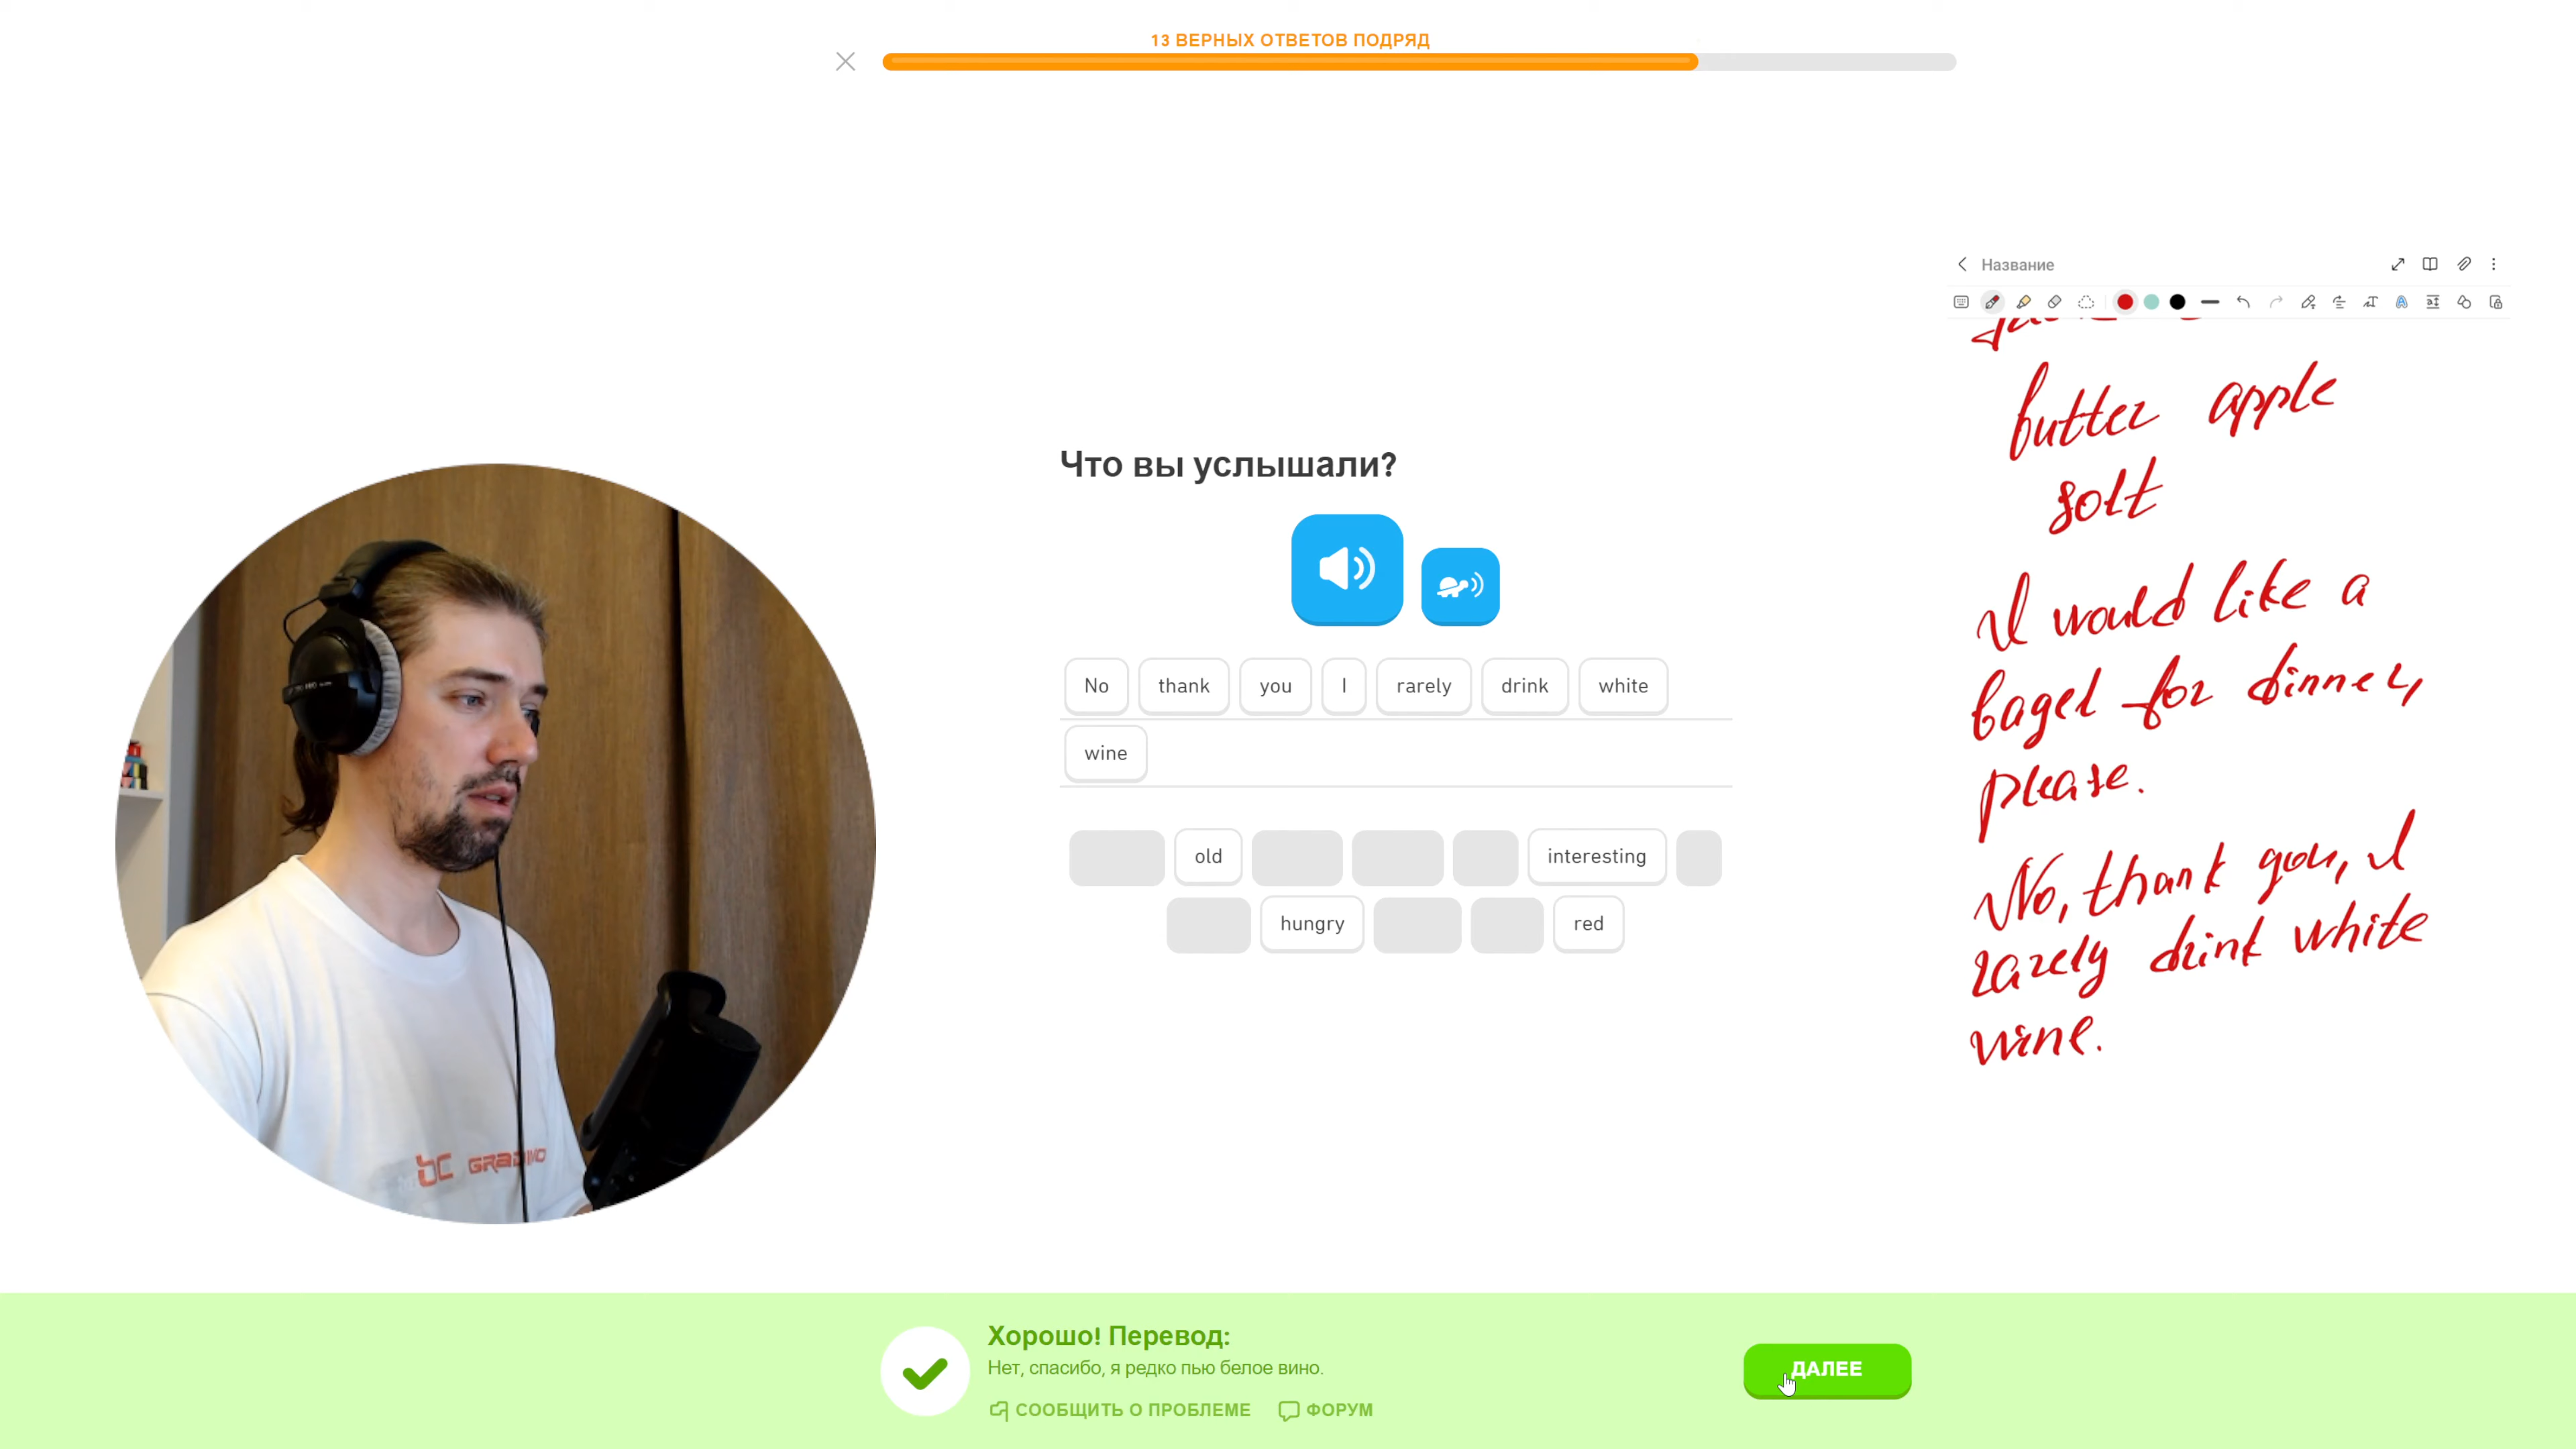 13 ВЕРНЫХ ОТВЕТОВ ПОДРЯД
Название
butter apple
solt
I would like a
bagel for dinner,
please.
No, thank you, I
rarely drink white
wine.
Что вы услышали?
No thank you I rarely drink white
wine
old interesting
hungry red
Хорошо! Перевод:
Нет, спасибо, я редко пью белое вино.
СООБЩИТЬ О ПРОБЛЕМЕ ФОРУМ
ДАЛЕЕ